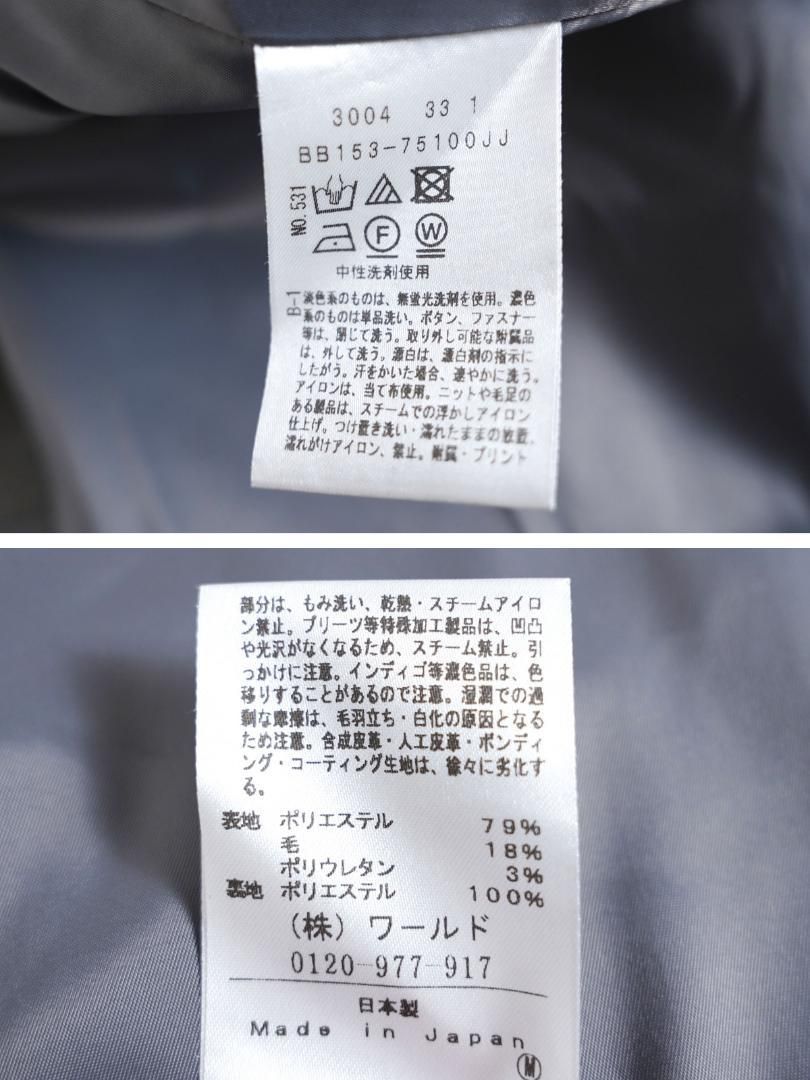 3004 33 1
BB153-75100JJ
NO.531
F W
中性洗剤使用
B-1
淡色系のものは、無蛍光洗剤を使用。濃色
系のものは単品洗い。ボタン、ファスナー
等は、閉じて洗う。取り外し可能な附属品
は、外して洗う。漂白は、漂白剤の指示に
したがう。汗をかいた場合、速やかに洗う。
アイロンは、当て布使用。ニットや毛足の
ある製品は、スチームでの浮かしアイロン
仕上げ。つけ置き洗い・濡れたままの放置、
濡れがけアイロン、禁止。附属・プリント
部分は、もみ洗い、乾熱・スチームアイロ
ン禁止。プリーツ等特殊加工製品は、凹凸
や光沢がなくなるため、スチーム禁止。引
っかけに注意。インディゴ等濃色品は、色
移りすることがあるので注意。湿潤での過
剰な摩擦は、毛羽立ち・白化の原因となる
ため注意。合成皮革・人工皮革・ボンディ
ング・コーティング生地は、徐々に劣化す
る。
表地 ポリエステル 79%
毛 18%
ポリウレタン 3%
裏地 ポリエステル 100%
(株) ワールド
0120-977-917
日本製
Made in Japan
M